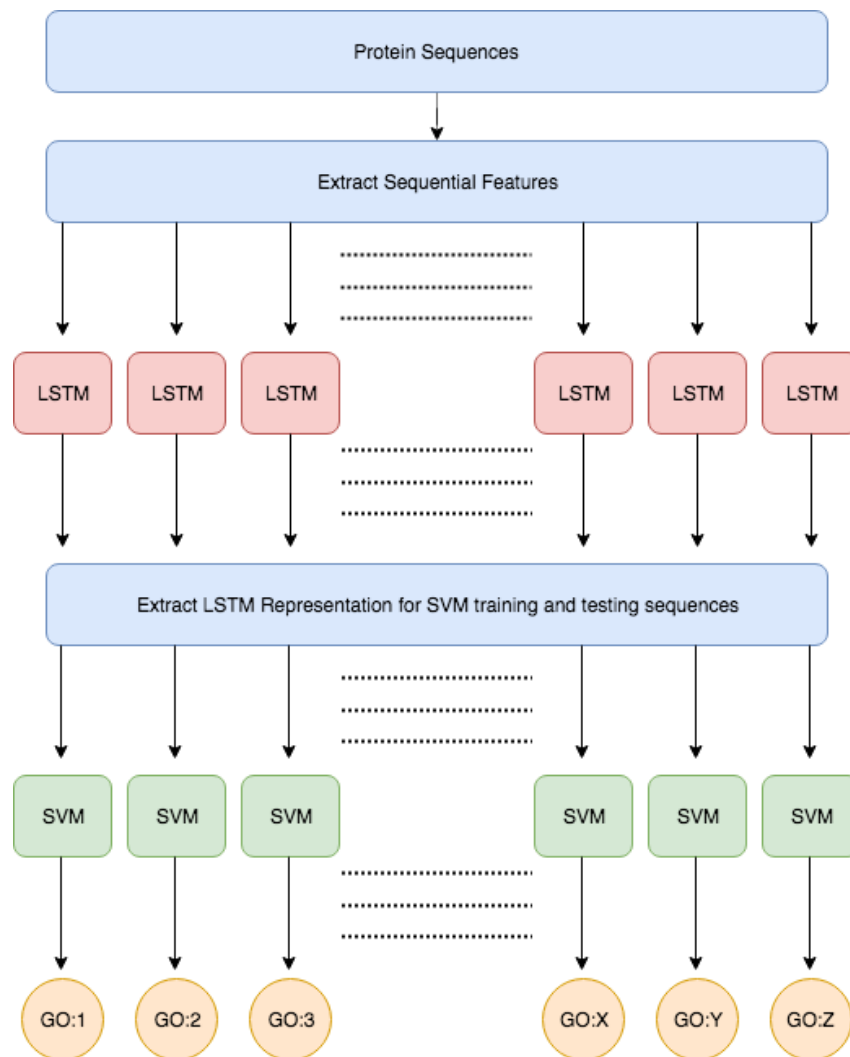 Protein Sequences
Extract Sequential Features
LSTM LSTM LSTM LSTM LSTM LSTM
Extract LSTM Representation for SVM training and testing sequences
SVM SVM SVM SVM SVM SVM
GO:1 GO:2 GO:3 GO:X GO:Y GO:Z